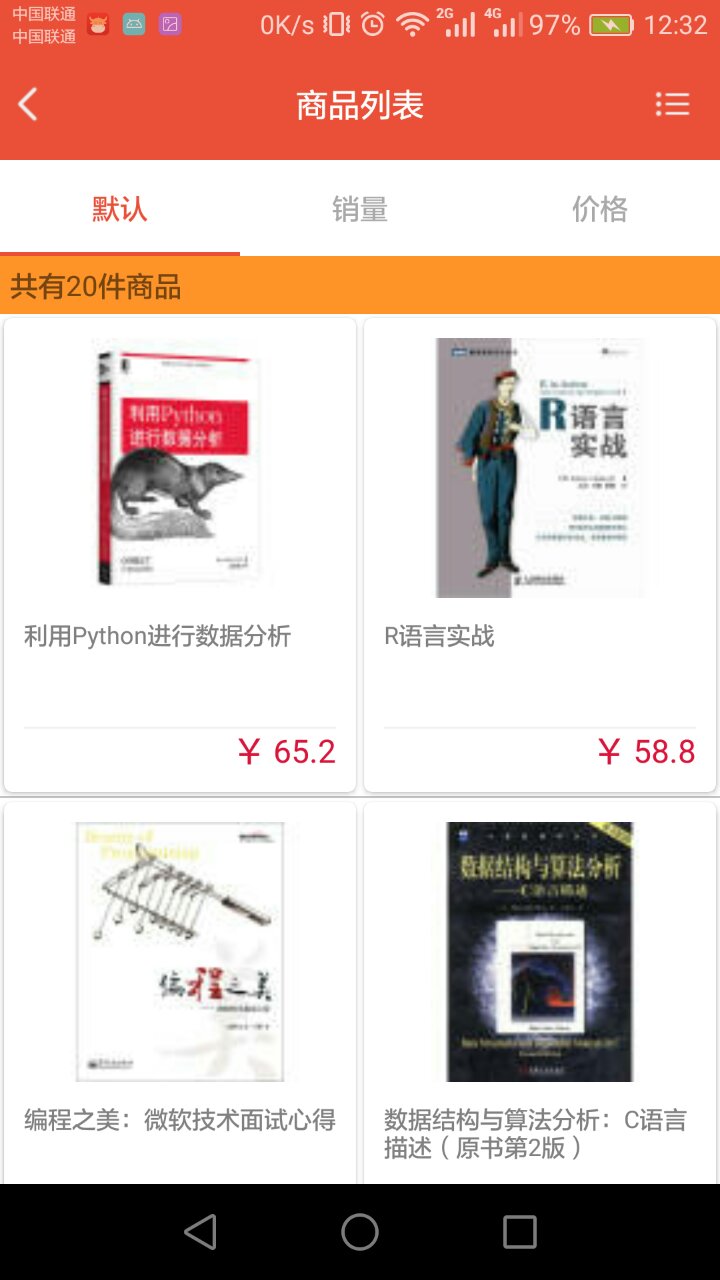 中国联通
中国联通
0K/s 2G 4G 97% 12:32
商品列表
默认 销量 价格
共有20件商品
利用Python
进行数据分析
R语言
实战
利用Python进行数据分析
R语言实战
¥ 65.2
¥ 58.8
编程之美
数据结构与算法分析
编程之美：微软技术面试心得
数据结构与算法分析：C语言
描述（原书第2版）